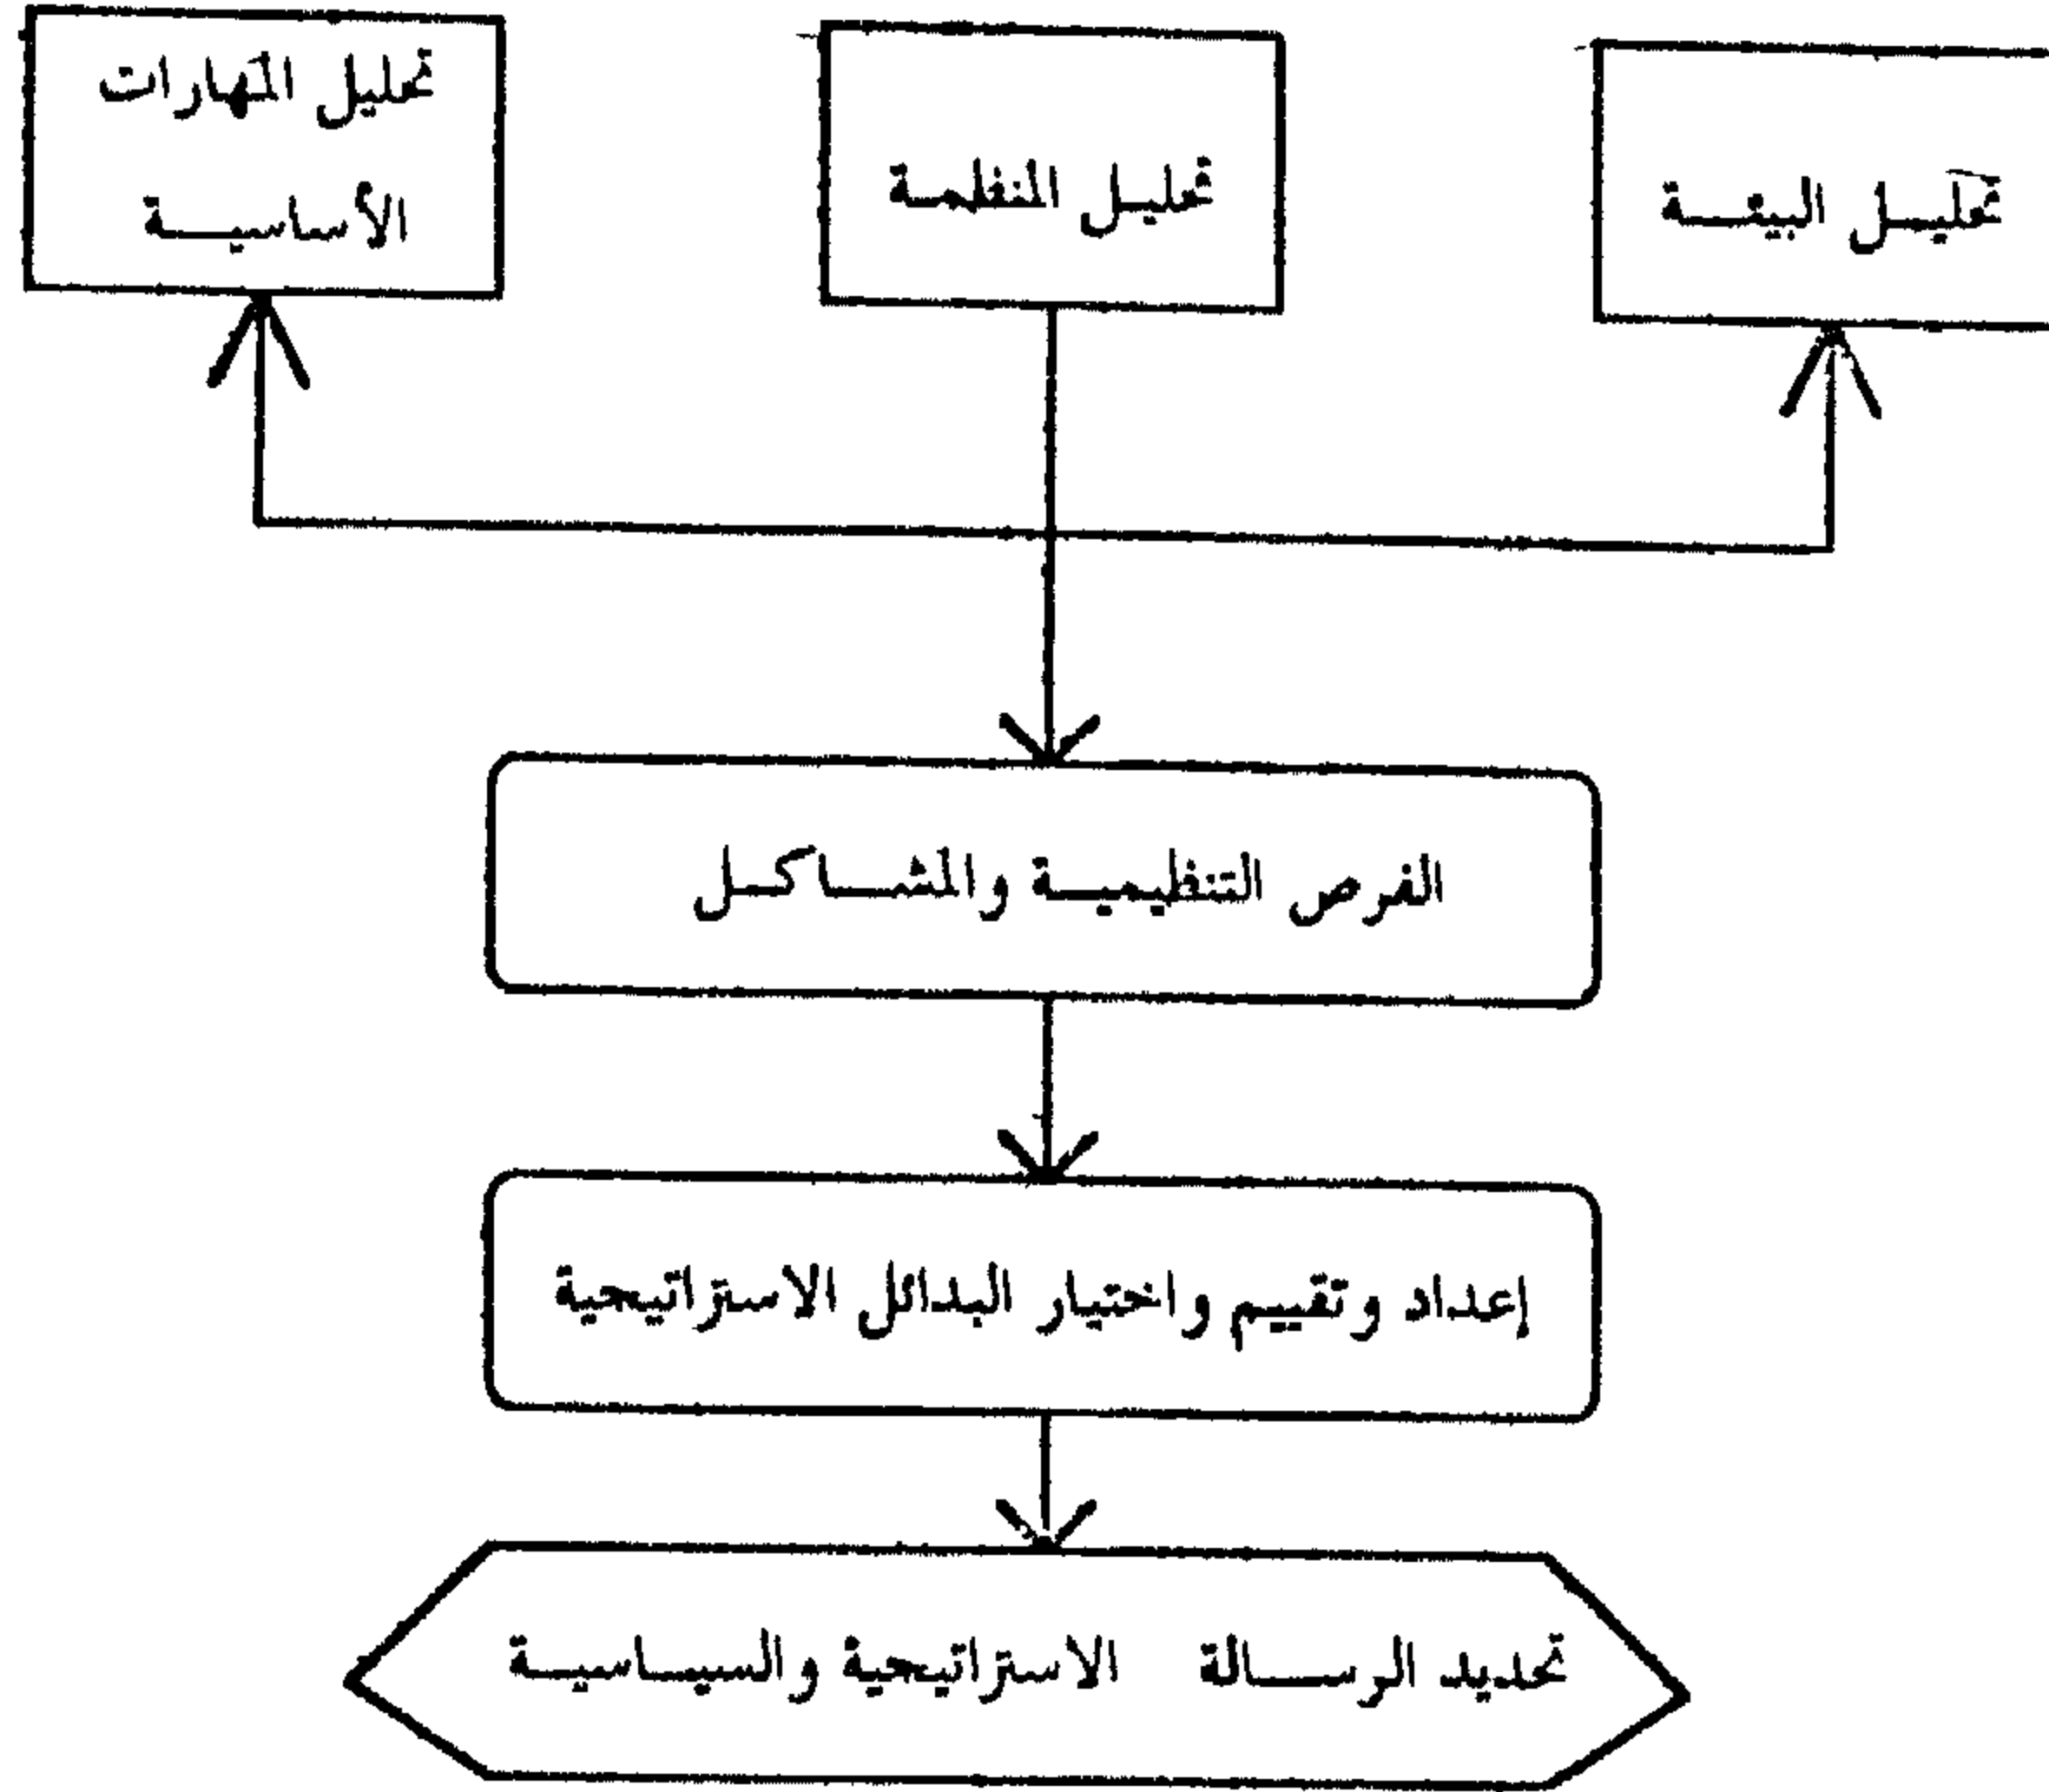 تحليل البيئة
تحليل المنظمة
تحليل المهارات
الأساسية
الفرص التنظيمية والمشاكل
إعداد وتقييم واختيار البدائل الاستراتيجية
تحديد الرسالة الاستراتيجية والسياسية